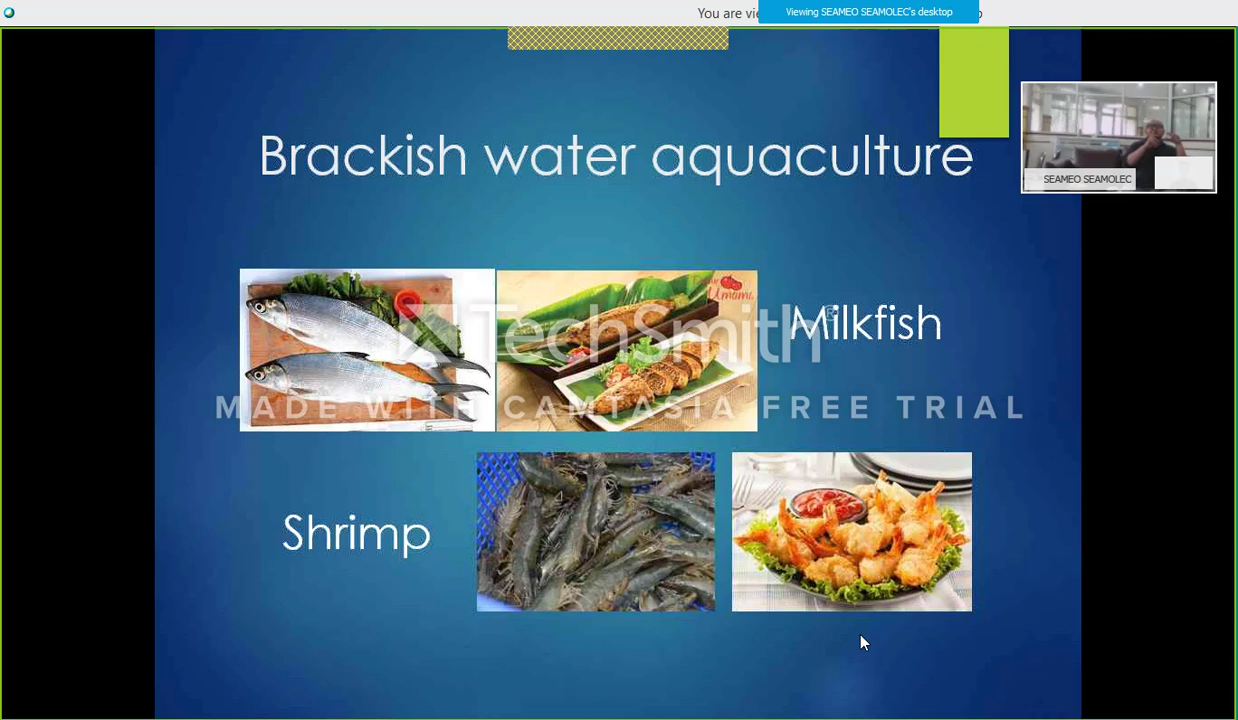 You are vie
Viewing SEAMEO SEAMOLEC's desktop
Brackish water aquaculture
SEAMEO SEAMOLEC
Umami
Milkfish
TechSmith
MADE WITH CAMTASIA FREE TRIAL
Shrimp